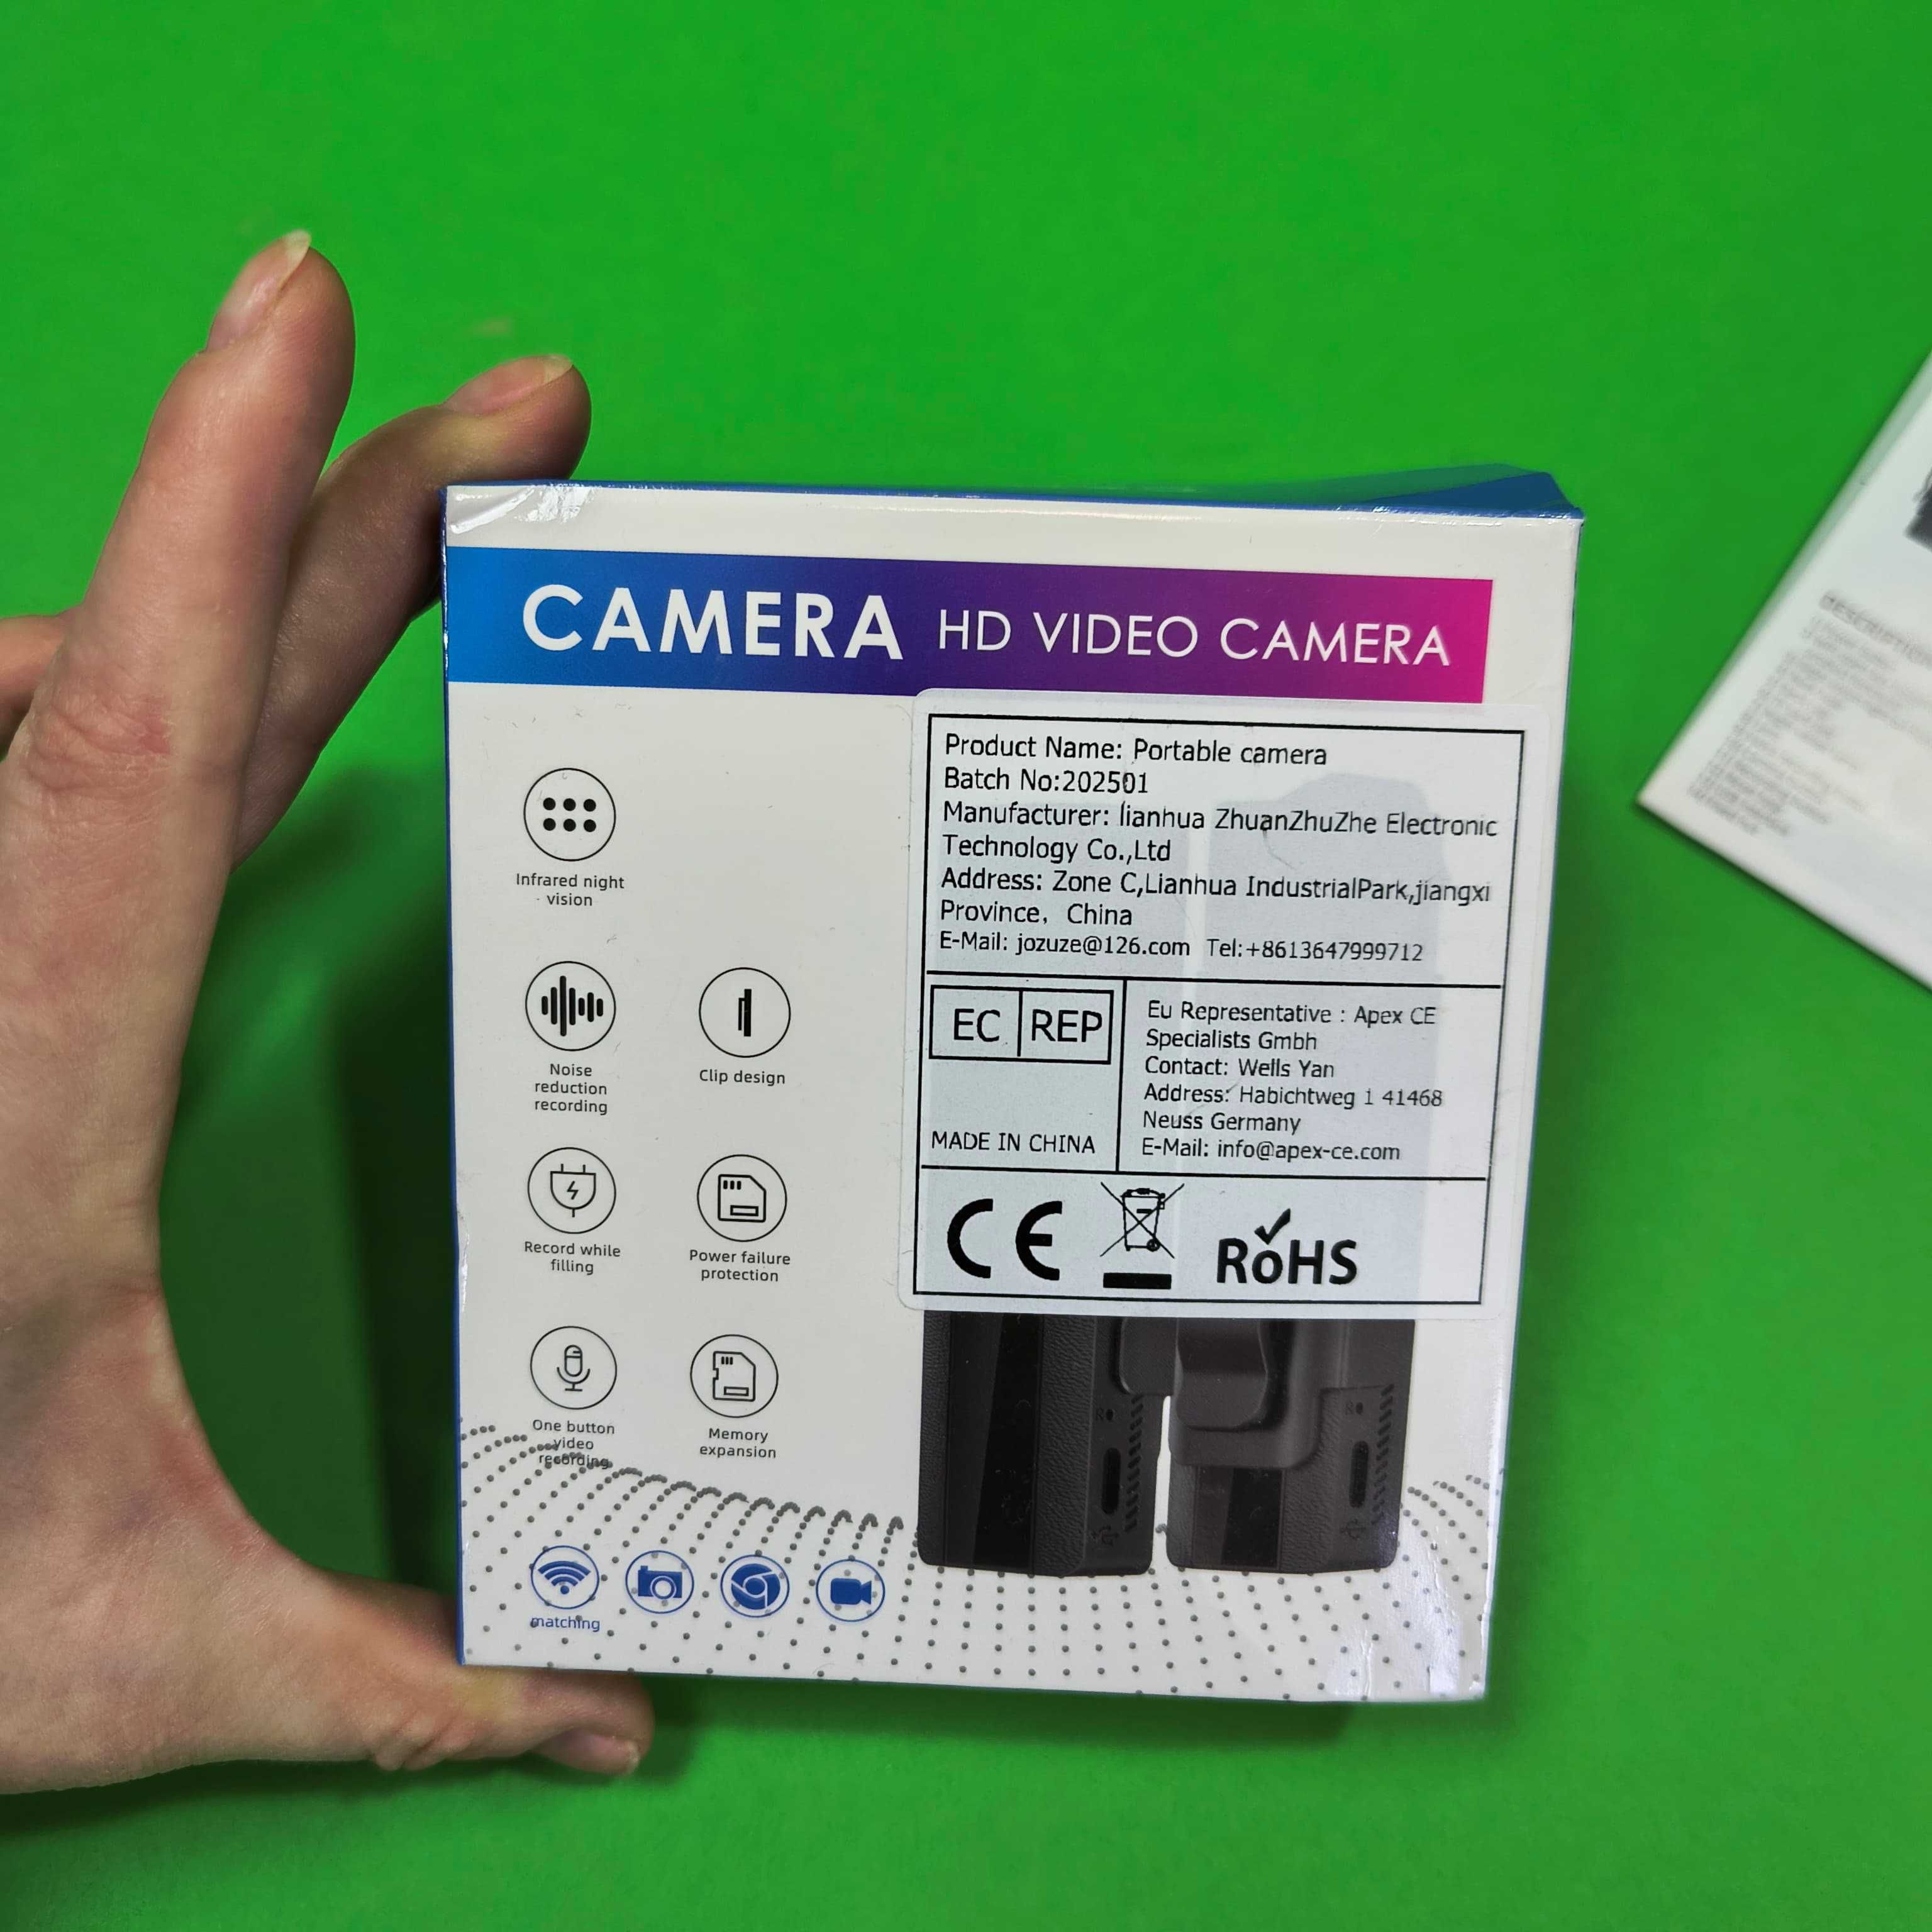 CAMERA HD VIDEO CAMERA
Infrared night
vision
Noise
reduction
recording
Clip design
Record while
filling
Power failure
protection
One button
video
recording
Memory
expansion
matching
Product Name: Portable camera
Batch No:202501
Manufacturer: lianhua ZhuanZhuZhe Electronic
Technology Co.,Ltd
Address: Zone C,Lianhua IndustrialPark,jiangxi
Province, China
E-Mail: jozuze@126.com Tel:+8613647999712
EC REP
MADE IN CHINA
Eu Representative : Apex CE
Specialists Gmbh
Contact: Wells Yan
Address: Habichtweg 1 41468
Neuss Germany
E-Mail: info@apex-ce.com
CE RoHS